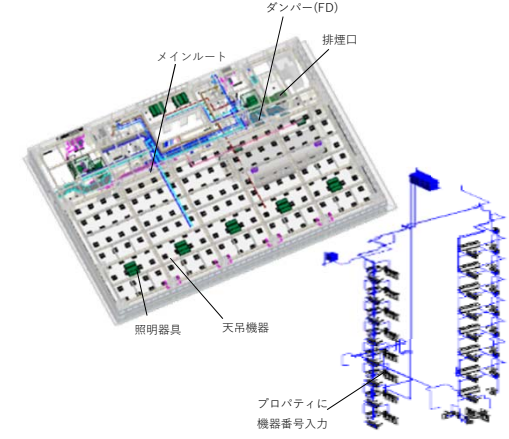 ダンパー(FD)
排煙口
メインルート
照明器具
天吊機器
プロパティに
機器番号入力